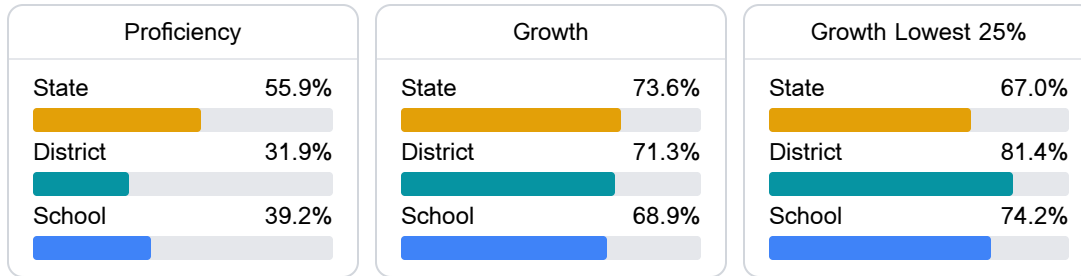 Proficiency
State 55.9%
District 31.9%
School 39.2%
Growth
State 73.6%
District 71.3%
School 68.9%
Growth Lowest 25%
State 67.0%
District 81.4%
School 74.2%